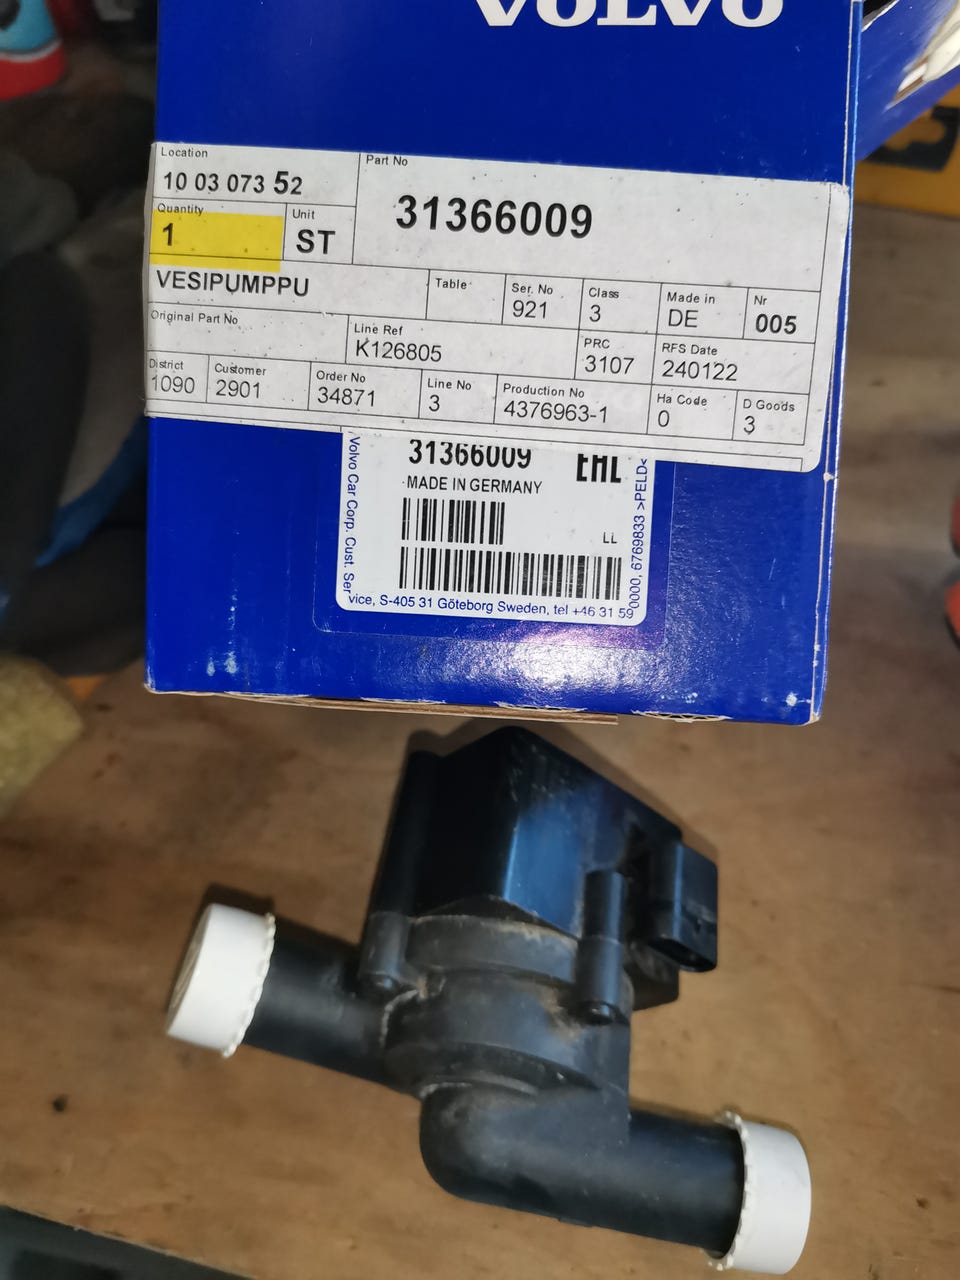 VOLVO
Location
10 03 073 52
Part No
31366009
Quantity
1
Unit
ST
VESIPUMPPU
Table
Ser. No
921
Class
3
Made in
DE
Nr
005
Original Part No
Line Ref
K126805
PRC
3107
RFS Date
240122
District
1090
Customer
2901
Order No
34871
Line No
3
Production No
4376963-1
Ha Code
0
D Goods
3
31366009
EAC
MADE IN GERMANY
LL
Volvo Car Corp. Cust. Service, S-405 31 Göteborg Sweden, tel +46 31 590000, 6769833 >PELD<